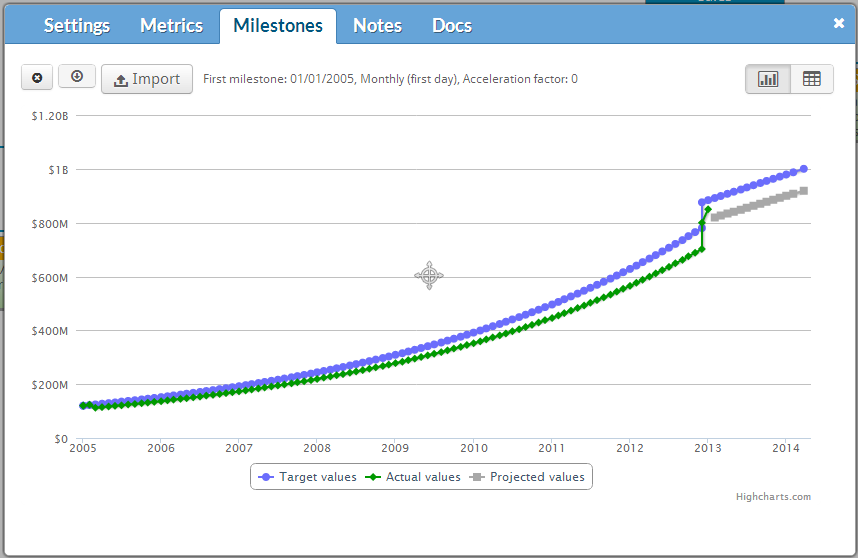 Settings Metrics Milestones Notes Docs
Import First milestone: 01/01/2005, Monthly (first day), Acceleration factor: 0
$1.20B
$1B
$800M
$600M
$400M
$200M
$0
2005 2006 2007 2008 2009 2010 2011 2012 2013 2014
Target values Actual values Projected values
Highcharts.com